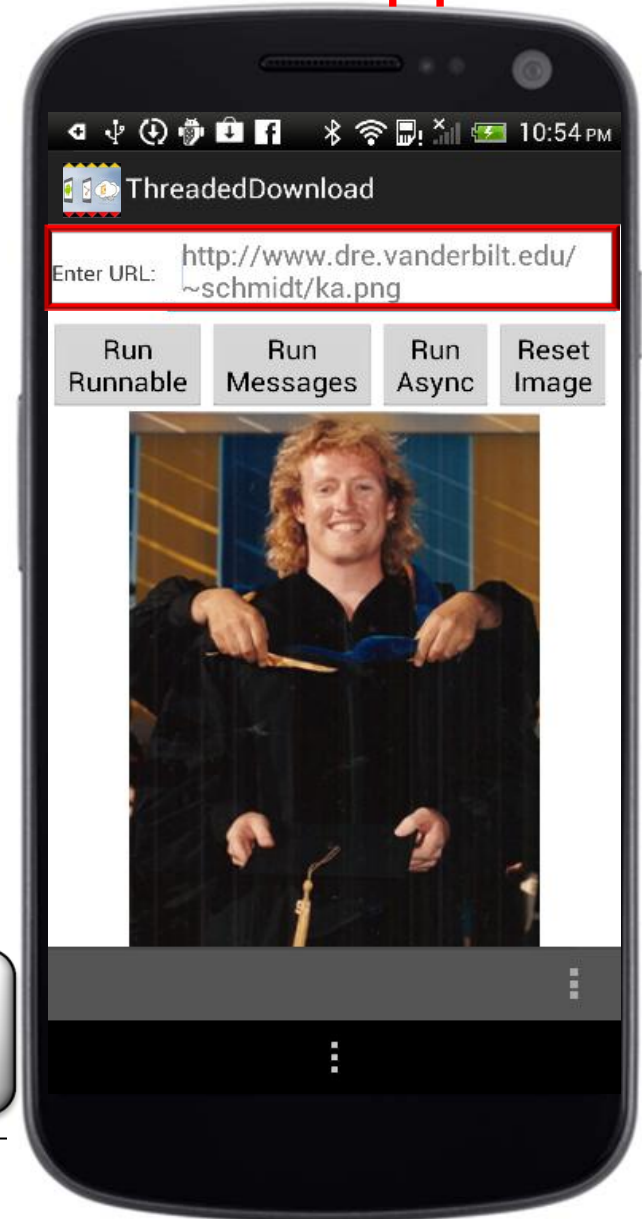 10:54 PM
ThreadedDownload
Enter URL:
http://www.dre.vanderbilt.edu/
~schmidt/ka.png
Run
Runnable
Run
Messages
Run
Async
Reset
Image